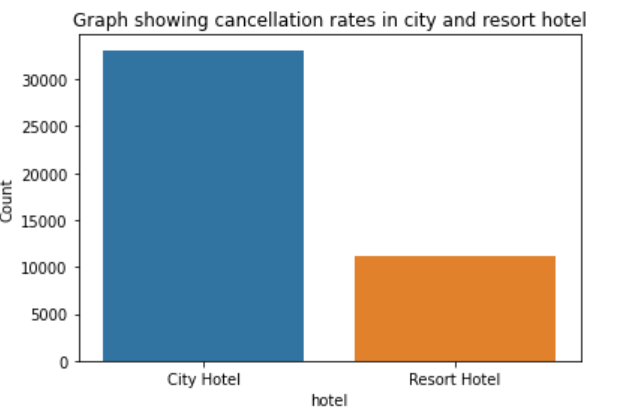 Graph showing cancellation rates in city and resort hotel
Count
30000
25000
20000
15000
10000
5000
0
City Hotel Resort Hotel
hotel